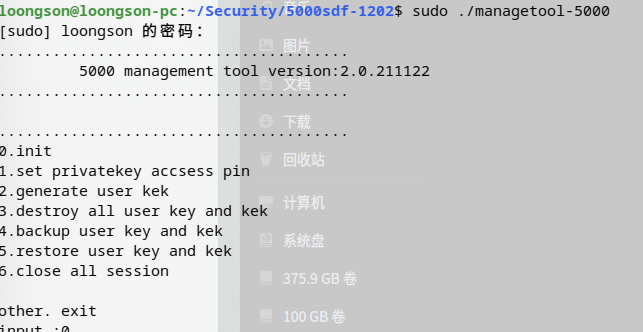 loongson@loongson-pc:~/Security/5000sdf-1202$ sudo ./managetool-5000
[sudo] loongson 的密码：
.......................................
5000 management tool version:2.0.211122
.......................................
.......................................
0.init
1.set privatekey accsess pin
2.generate user kek
3.destroy all user key and kek
4.backup user key and kek
5.restore user key and kek
6.close all session
other. exit
input :0
音乐
图片
文档
下载
回收站
计算机
系统盘
375.9 GB 卷
100 GB 卷